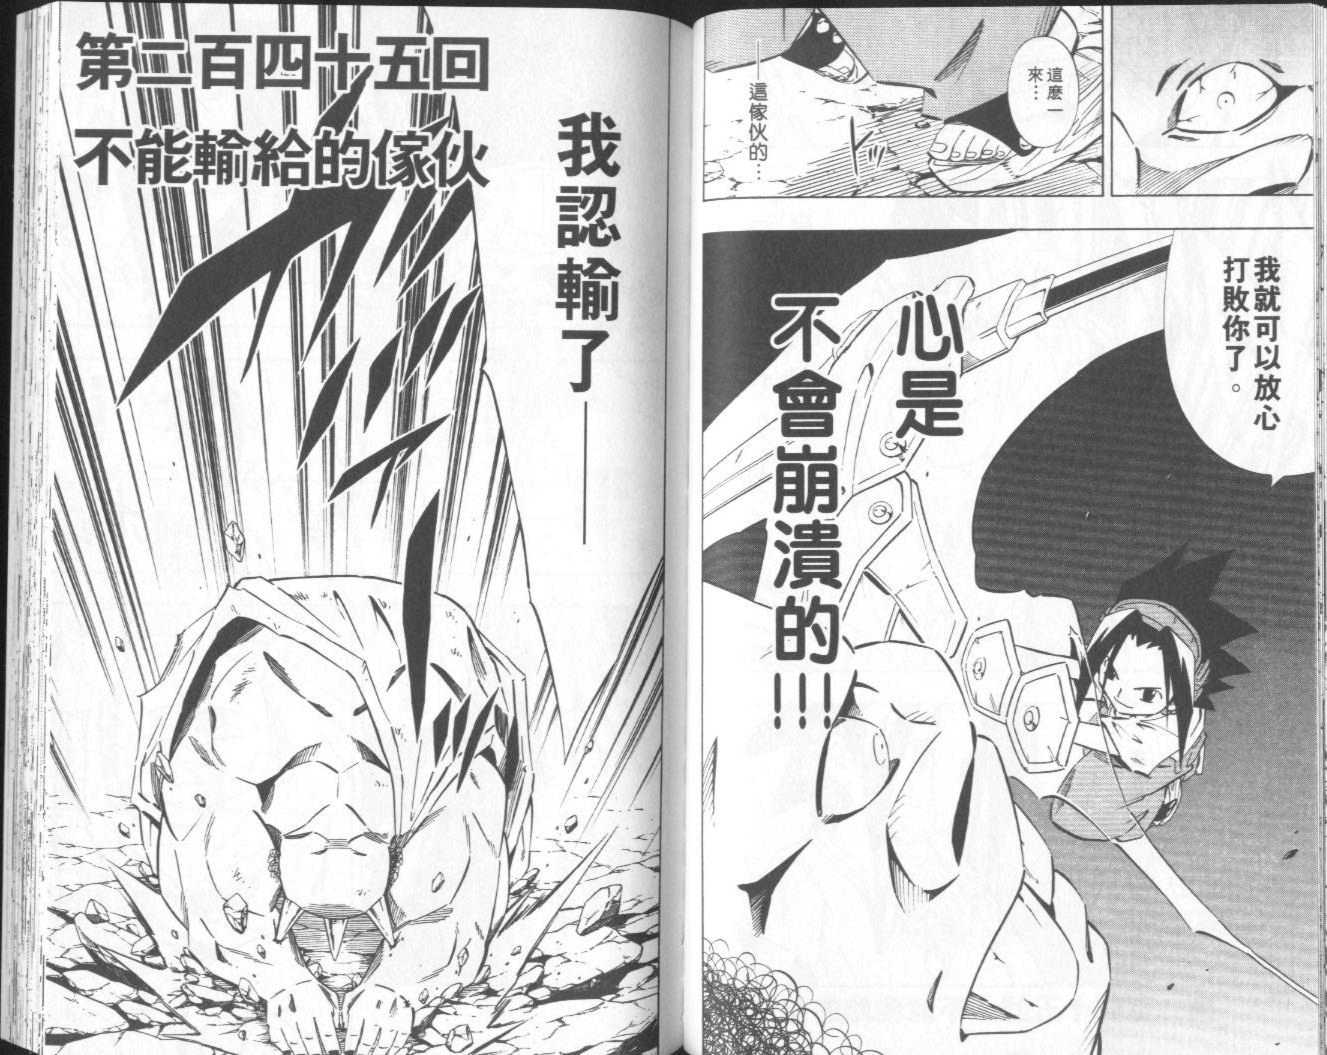 這麼一
來…
——這傢伙的…
我就可以放心
打敗你了。
心是
不會崩潰的!!!
我認輸了——
第二百四十五回
不能輸給的傢伙